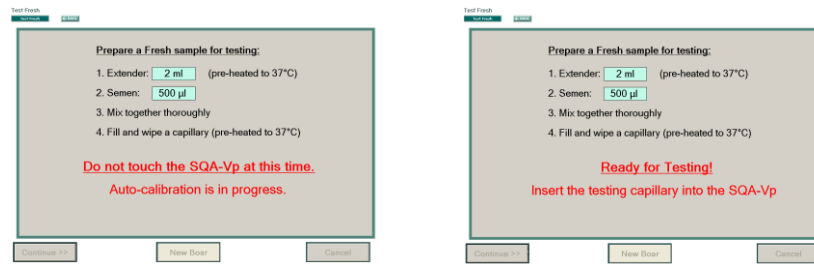 Test Fresh
Test Fresh
Prepare a Fresh sample for testing:
1. Extender: 2 ml (pre-heated to 37°C)
2. Semen: 500 µl
3. Mix together thoroughly
4. Fill and wipe a capillary (pre-heated to 37°C)
Do not touch the SQA-Vp at this time.
Auto-calibration is in progress.
Continue >> New Boar Cancel
Test Fresh
Test Fresh
Prepare a Fresh sample for testing:
1. Extender: 2 ml (pre-heated to 37°C)
2. Semen: 500 µl
3. Mix together thoroughly
4. Fill and wipe a capillary (pre-heated to 37°C)
Ready for Testing!
Insert the testing capillary into the SQA-Vp
Continue >> New Boar Cancel